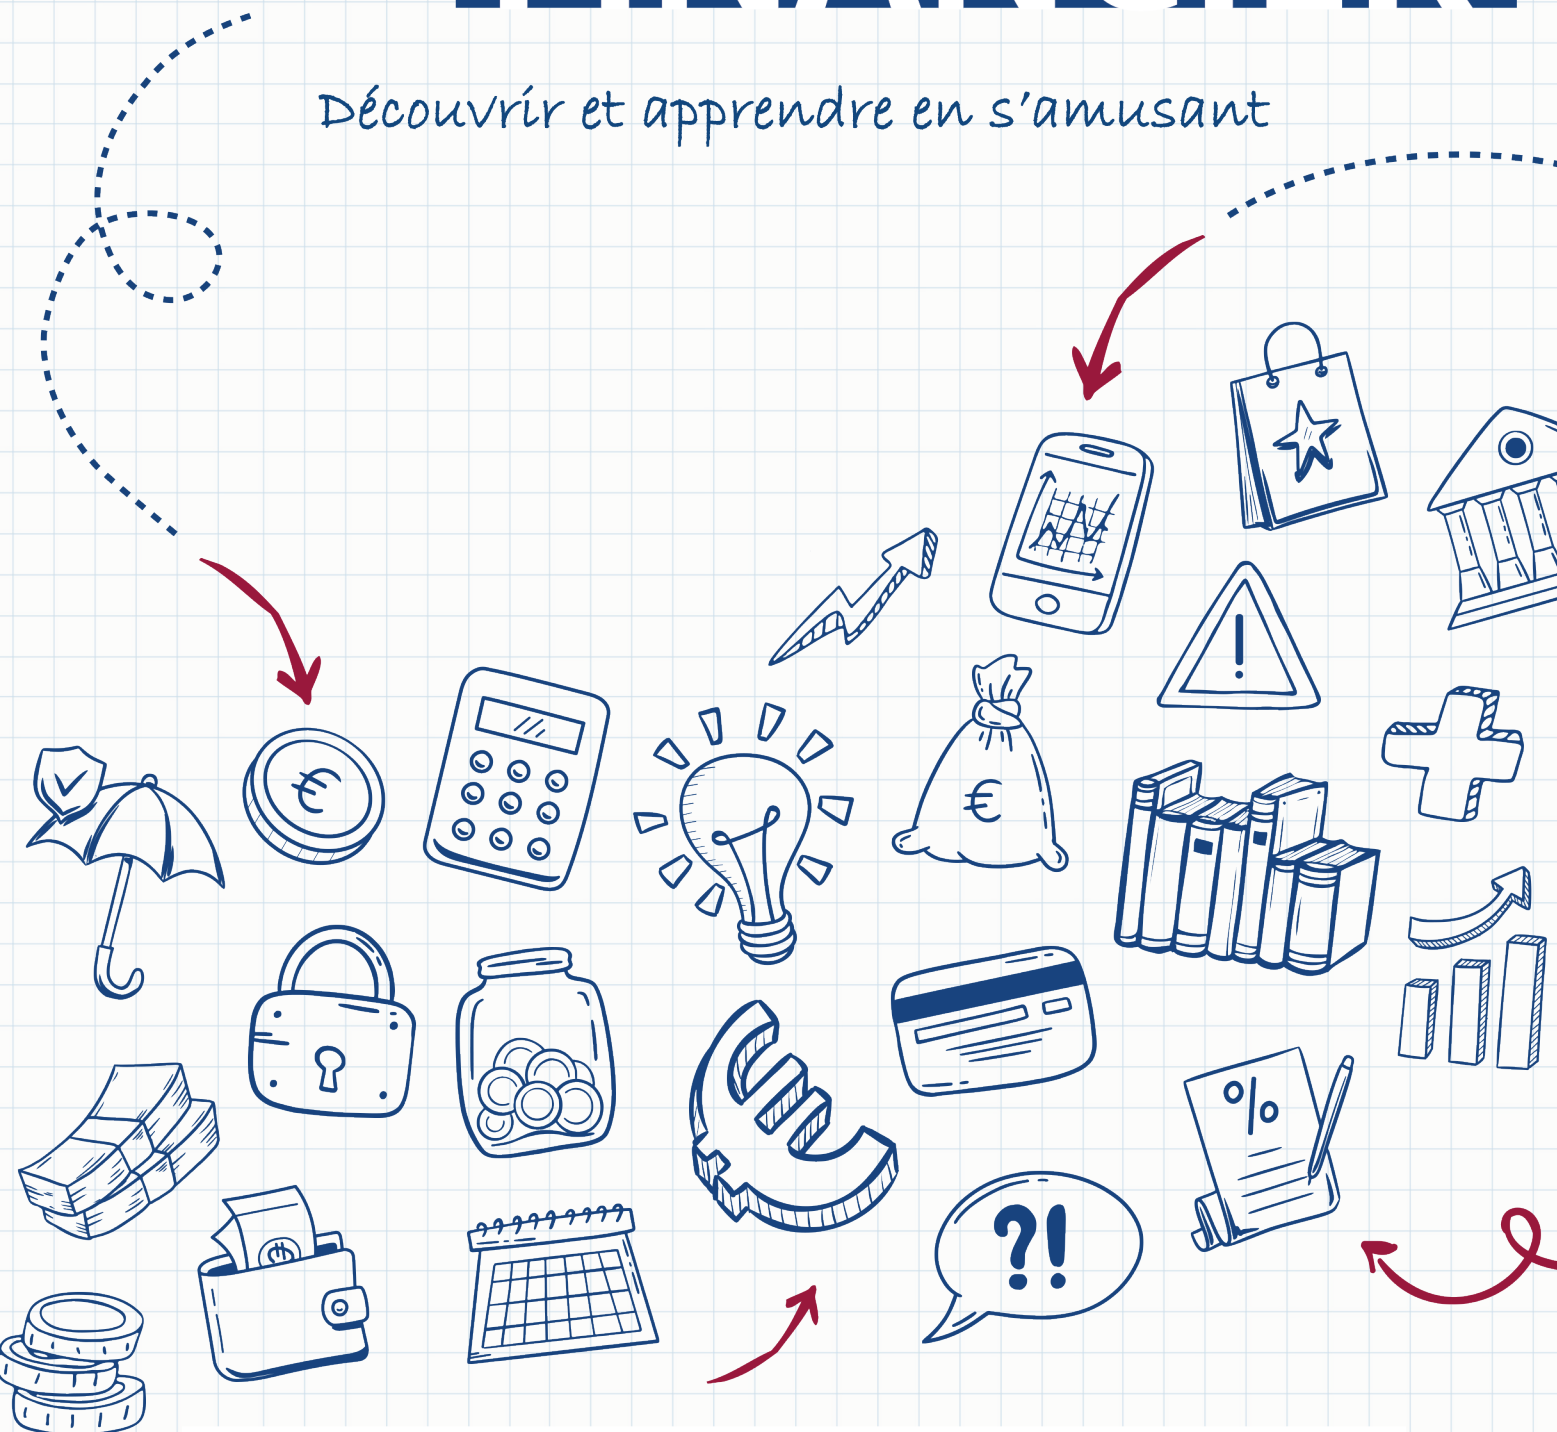 Découvrir et apprendre en s'amusant
€
€
%
?!